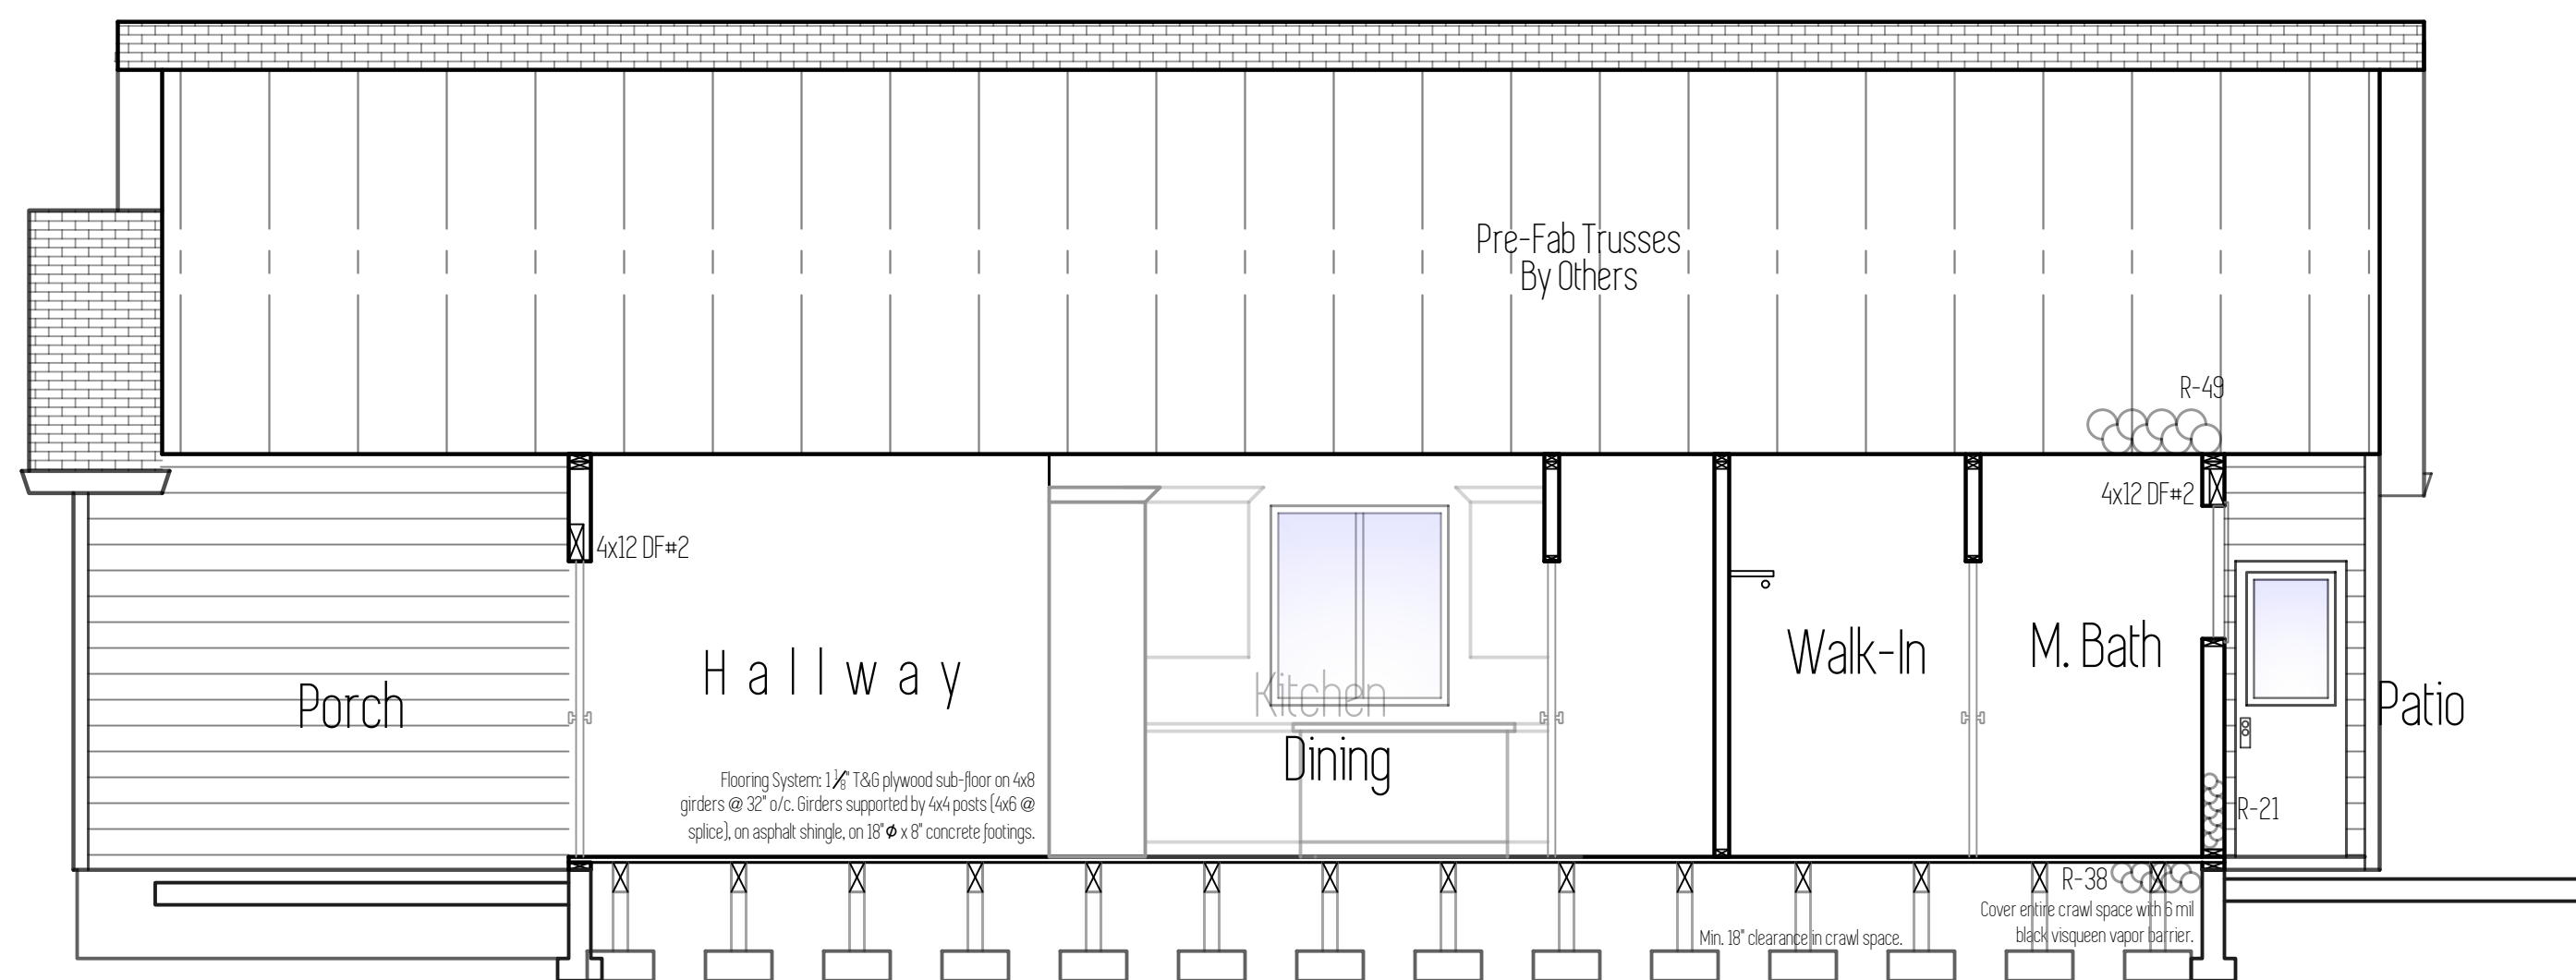 Pre-Fab Trusses
By Others
R-49
4x12 DF#2
4x12 DF#2
Hallway
Walk-In
M. Bath
Porch
Kitchen
Patio
Dining
Flooring System: 1 1/8" T&G plywood sub-floor on 4x8
girders @ 32" o/c. Girders supported by 4x4 posts (4x6 @
splice), on asphalt shingle, on 18"Φ x 8" concrete footings.
R-21
R-38
Cover entire crawl space with 6 mil
black visqueen vapor barrier.
Min. 18" clearance in crawl space.